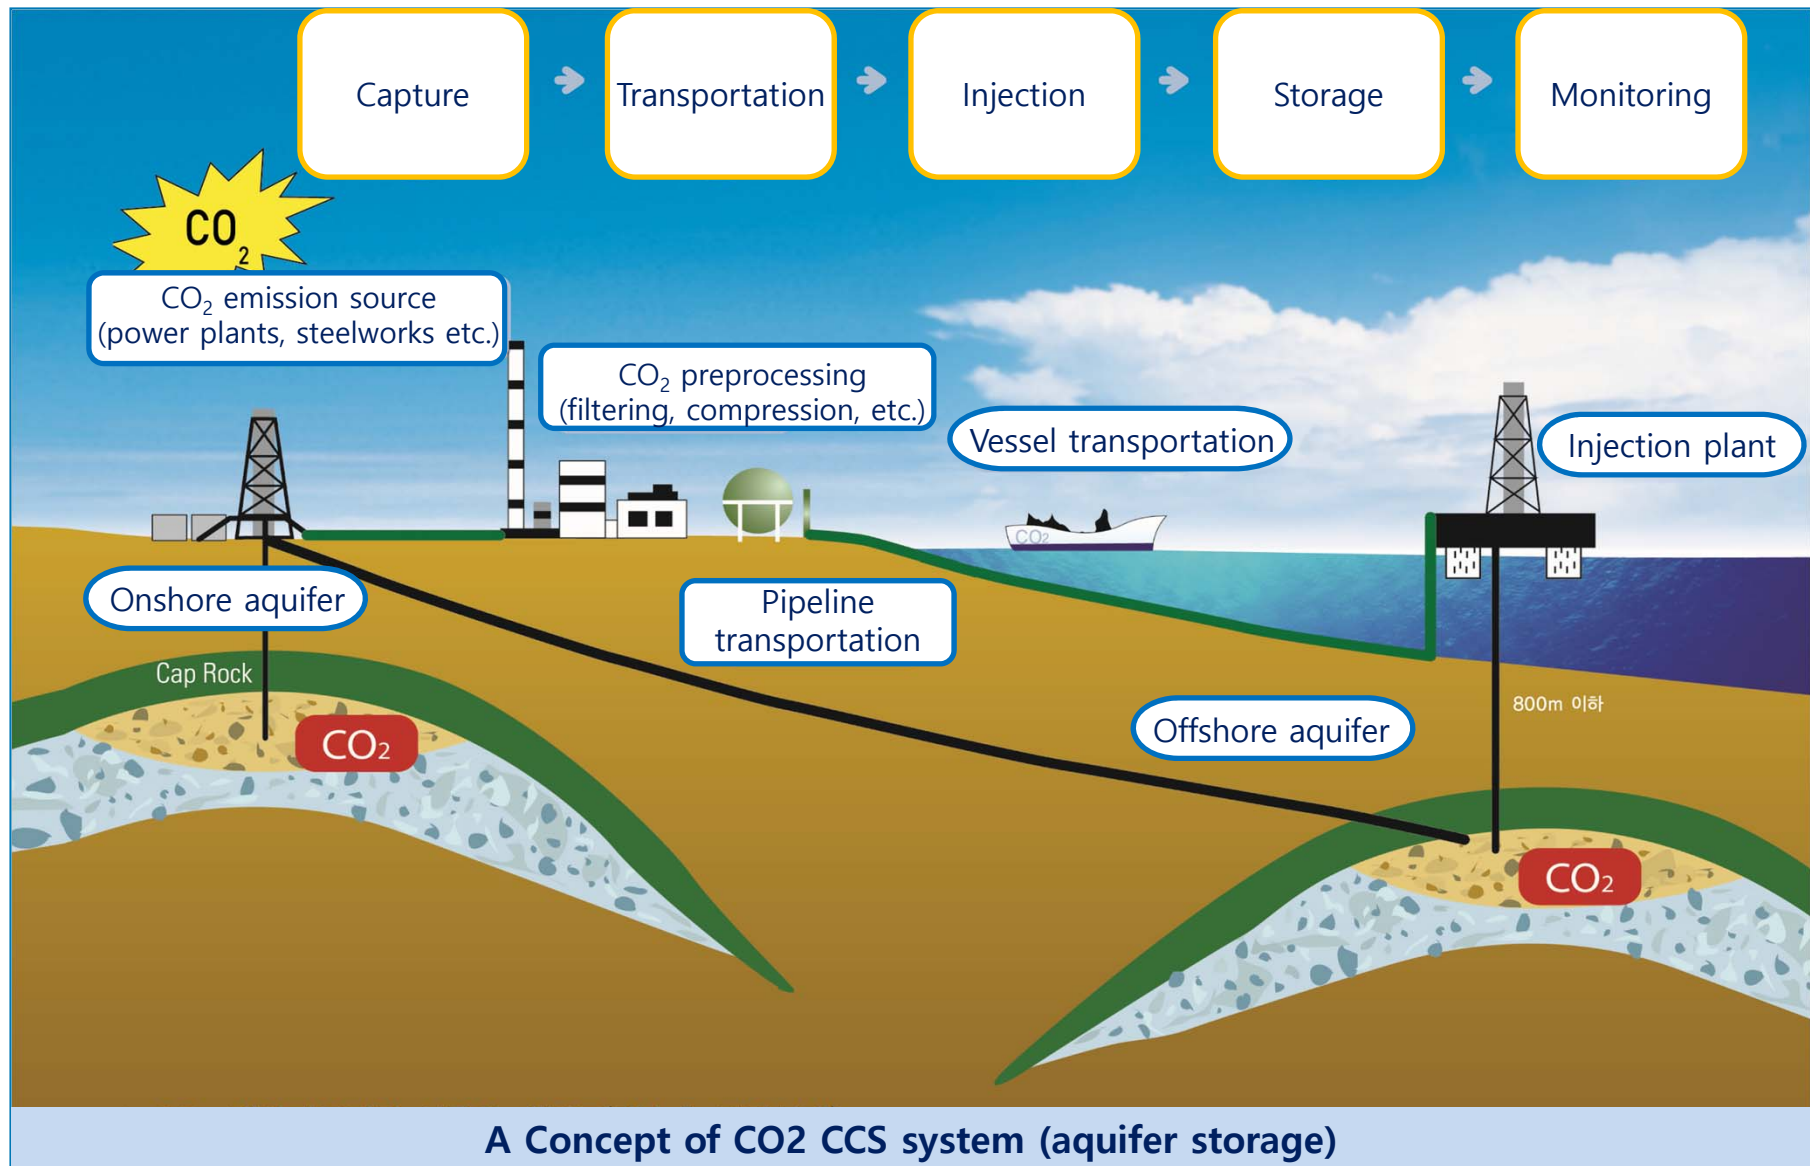 Capture
Transportation
Injection
Storage
Monitoring
CO₂
CO₂ emission source
(power plants, steelworks etc.)
CO₂ preprocessing
(filtering, compression, etc.)
Vessel transportation
Injection plant
CO₂
Onshore aquifer
Pipeline
transportation
Cap Rock
800m 이하
Offshore aquifer
CO₂
CO₂
A Concept of CO2 CCS system (aquifer storage)